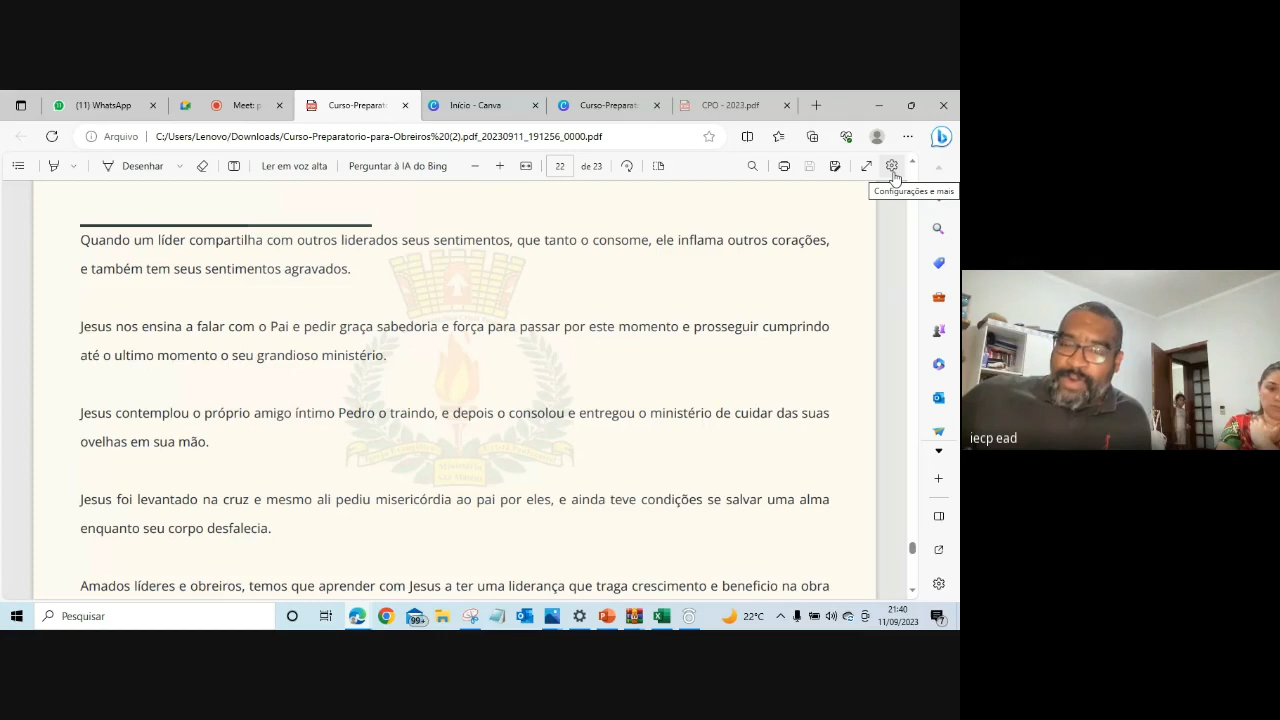 (11) WhatsApp
Meet: p
Curso-Preparato
Início - Canva
Curso-Preparat
CPO - 2023.pdf
Arquivo
C:/Users/Lenovo/Downloads/Curso-Preparatorio-para-Obreiros%20(2).pdf_20230911_191256_0000.pdf
Desenhar
Ler em voz alta
Perguntar à IA do Bing
22
de 23
Configurações e mais
Quando um líder compartilha com outros liderados seus sentimentos, que tanto o consome, ele inflama outros corações,
e também tem seus sentimentos agravados.
Jesus nos ensina a falar com o Pai e pedir graça sabedoria e força para passar por este momento e prosseguir cumprindo
até o ultimo momento o seu grandioso ministério.
Jesus contemplou o próprio amigo íntimo Pedro o traindo, e depois o consolou e entregou o ministério de cuidar das suas
ovelhas em sua mão.
Jesus foi levantado na cruz e mesmo ali pediu misericórdia ao pai por eles, e ainda teve condições se salvar uma alma
enquanto seu corpo desfalecia.
Amados líderes e obreiros, temos que aprender com Jesus a ter uma liderança que traga crescimento e beneficio na obra
iecp ead
Pesquisar
99+
22°C
21:40
11/09/2023
7